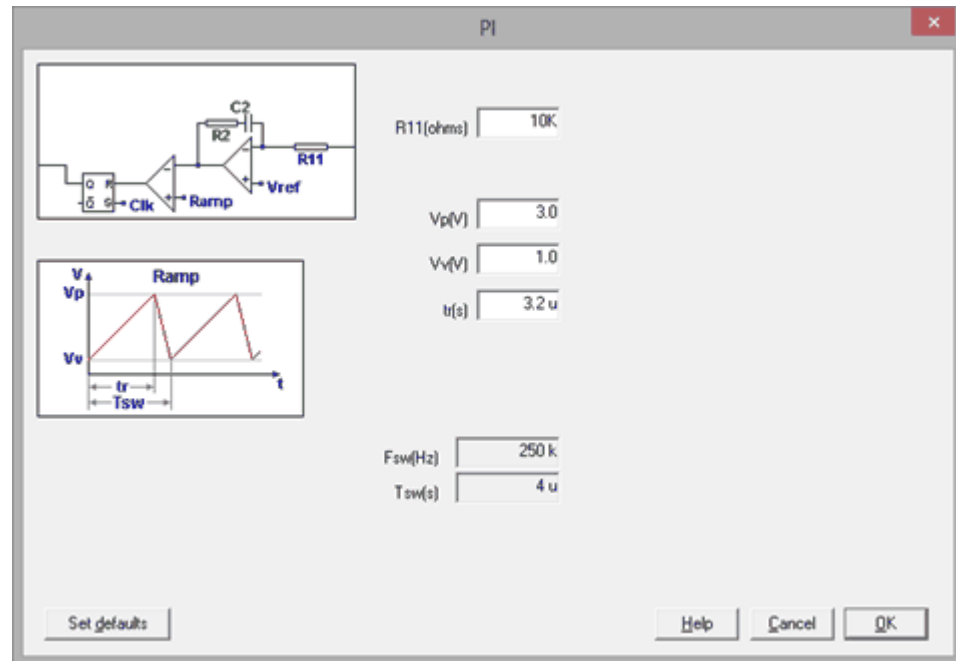 PI
C2
R2
R11
Vref
Q R
Q S
Clk
Ramp
R11(ohms) 10K
Vp(V) 3.0
Vv(V) 1.0
tr(s) 3.2 u
V
Ramp
Vp
Vv
tr
t
Tsw
Fsw(Hz) 250 k
Tsw(s) 4 u
Set defaults
Help
Cancel
OK